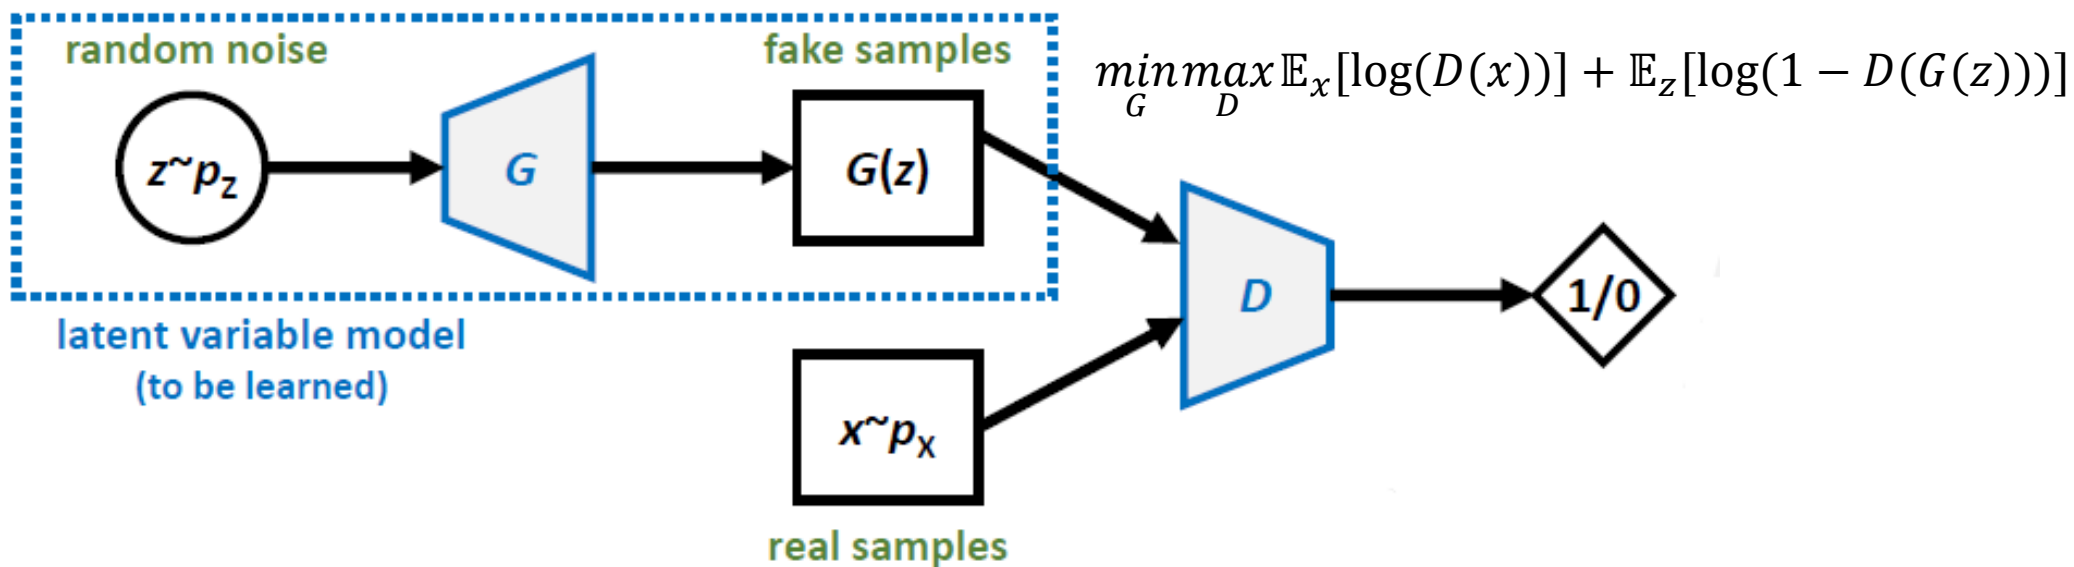 random noise
fake samples
min max 𝔼ₓ[log(D(x))] + 𝔼_z[log(1 − D(G(z)))]
G D
z~p_z
G
G(z)
D
1/0
latent variable model
(to be learned)
x~p_X
real samples